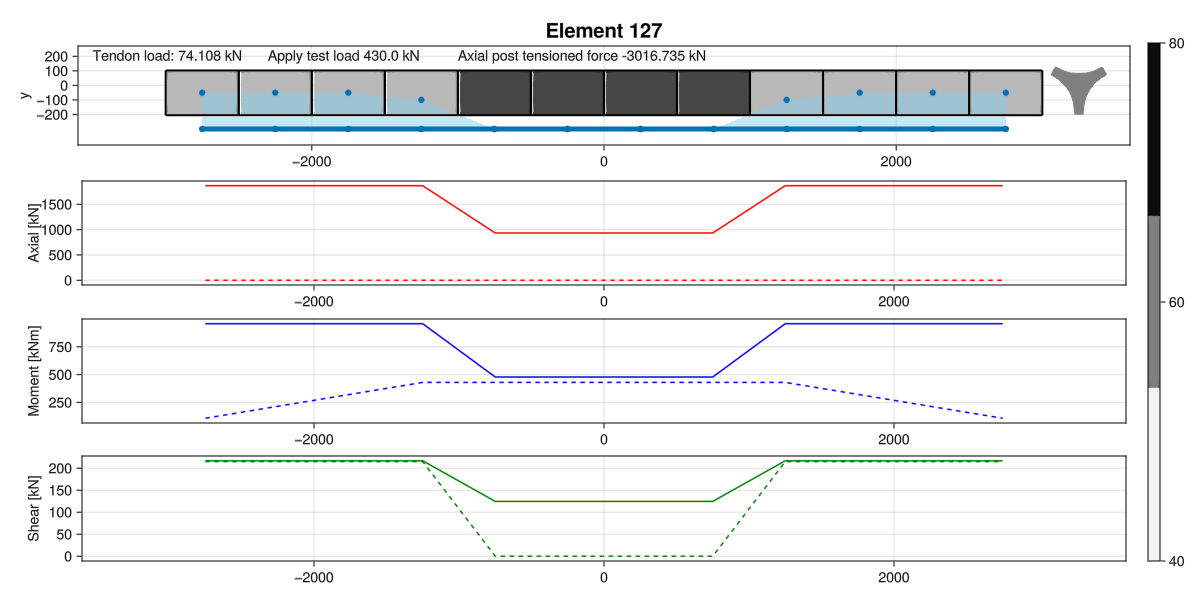 Element 127
Tendon load: 74.108 kN Apply test load 430.0 kN Axial post tensioned force -3016.735 kN
y
200
100
0
−100
−200
−2000 0 2000
Axial [kN]
1500
1000
500
0
−2000 0 2000
Moment [kNm]
750
500
250
−2000 0 2000
Shear [kN]
200
150
100
50
0
−2000 0 2000
80
60
40